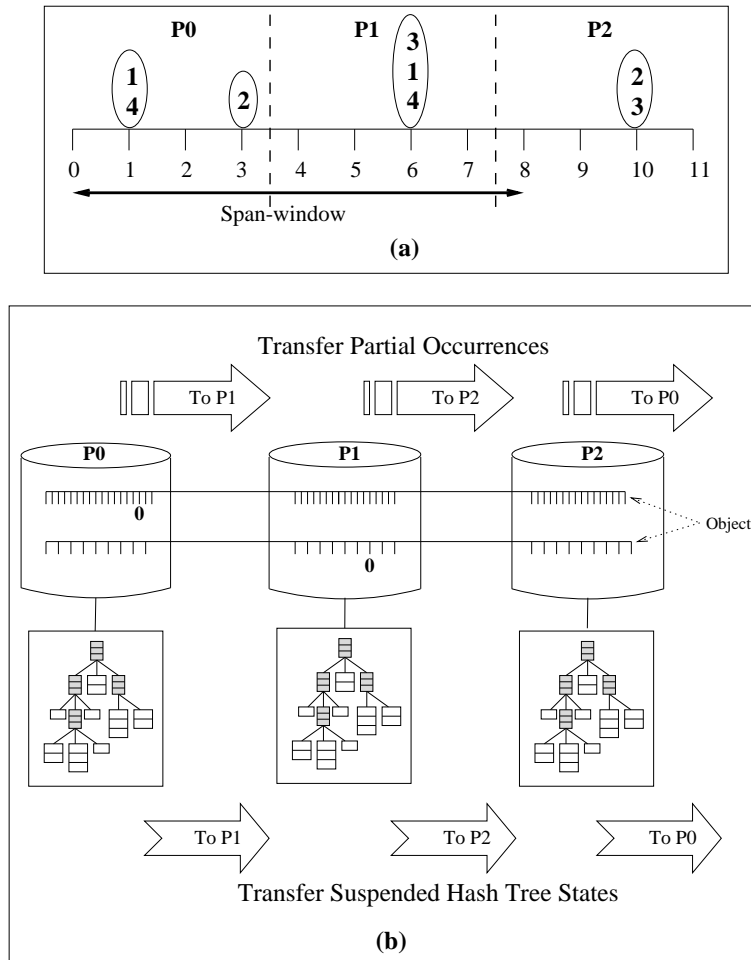 P0 P1 P2
1
4
2
3
1
4
2
3
0 1 2 3 4 5 6 7 8 9 10 11
Span-window
(a)
Transfer Partial Occurrences
To P1 To P2 To P0
P0 P1 P2
0
Object
0
To P1 To P2 To P0
Transfer Suspended Hash Tree States
(b)